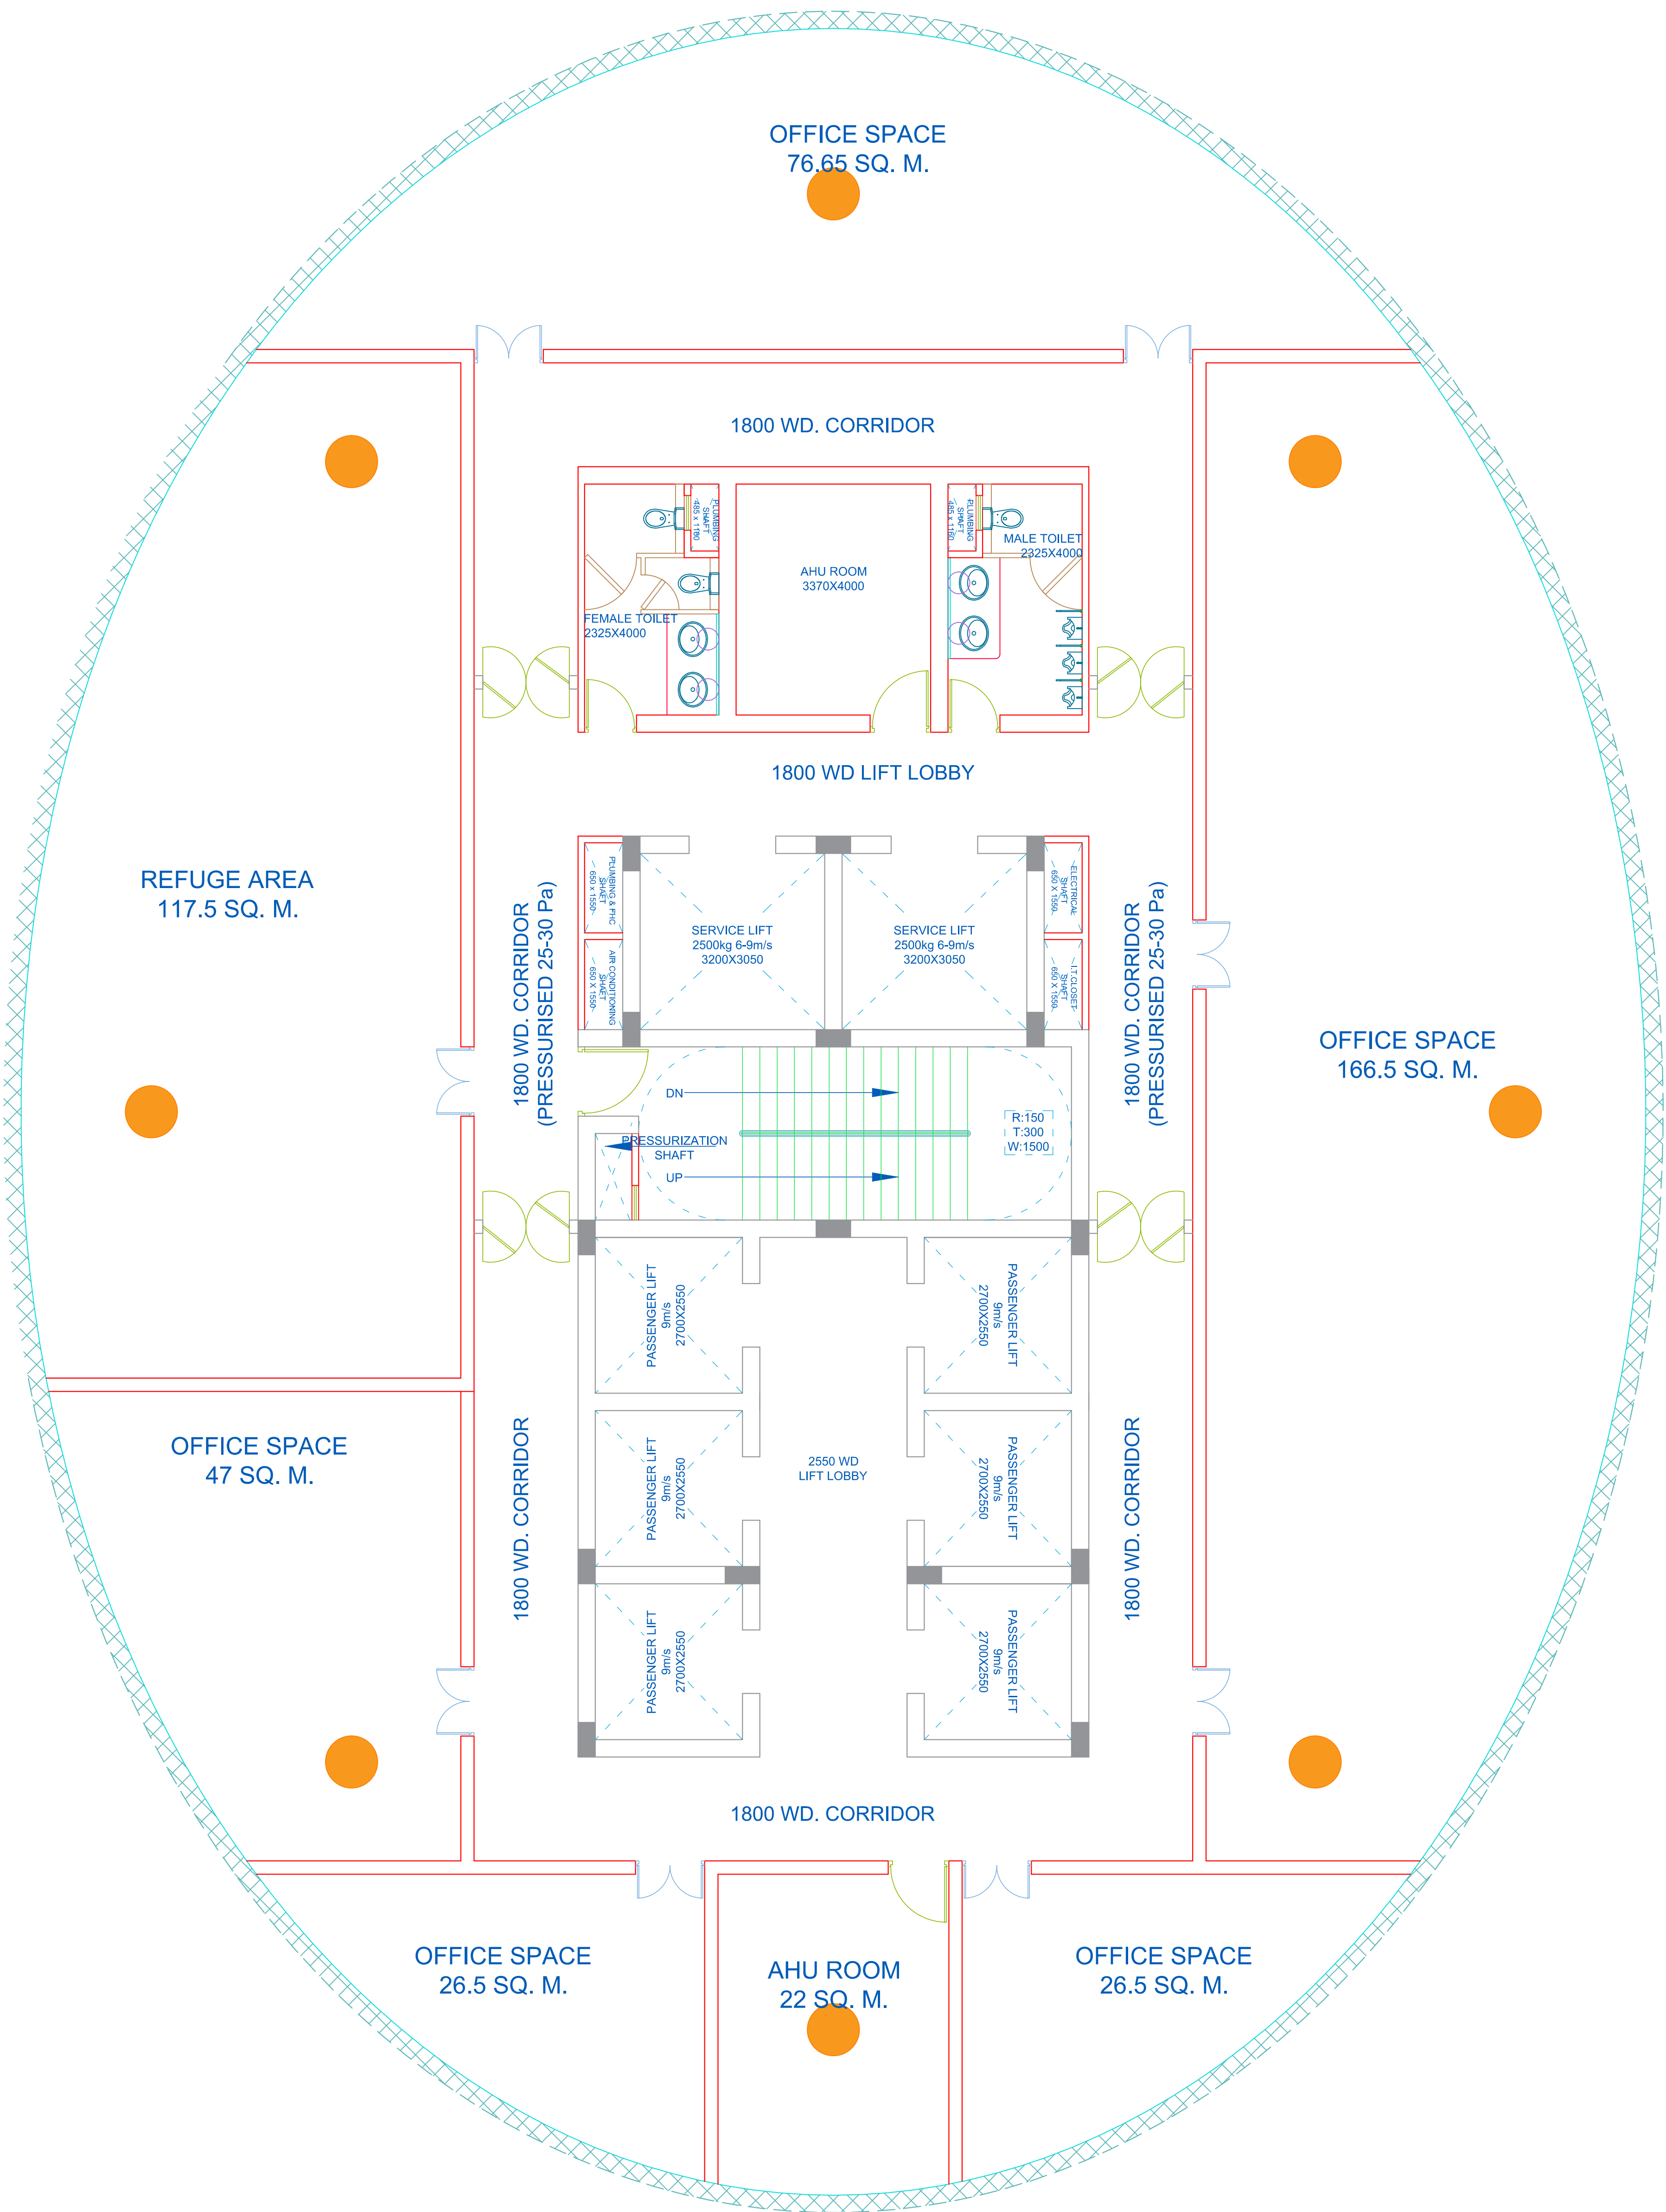 OFFICE SPACE
76.65 SQ. M.
1800 WD. CORRIDOR
PLUMBING
SHAFT
485 x 1160
PLUMBING
SHAFT
485 x 1160
MALE TOILET
2325X4000
AHU ROOM
3370X4000
FEMALE TOILET
2325X4000
1800 WD LIFT LOBBY
REFUGE AREA
117.5 SQ. M.
1800 WD. CORRIDOR
(PRESSURISED 25-30 Pa)
PLUMBING & FHC
SHAFT
650 x 1550
AIR CONDITIONING
SHAFT
650 X 1550
SERVICE LIFT
2500kg 6-9m/s
3200X3050
SERVICE LIFT
2500kg 6-9m/s
3200X3050
ELECTRICAL
SHAFT
650 X 1550
I.T.CLOSET
SHAFT
650 X 1550
1800 WD. CORRIDOR
(PRESSURISED 25-30 Pa)
OFFICE SPACE
166.5 SQ. M.
DN
R:150
T:300
W:1500
PRESSURIZATION
SHAFT
UP
PASSENGER LIFT
9m/s
2700X2550
PASSENGER LIFT
9m/s
2700X2550
OFFICE SPACE
47 SQ. M.
1800 WD. CORRIDOR
PASSENGER LIFT
9m/s
2700X2550
2550 WD
LIFT LOBBY
PASSENGER LIFT
9m/s
2700X2550
1800 WD. CORRIDOR
PASSENGER LIFT
9m/s
2700X2550
PASSENGER LIFT
9m/s
2700X2550
1800 WD. CORRIDOR
OFFICE SPACE
26.5 SQ. M.
AHU ROOM
22 SQ. M.
OFFICE SPACE
26.5 SQ. M.